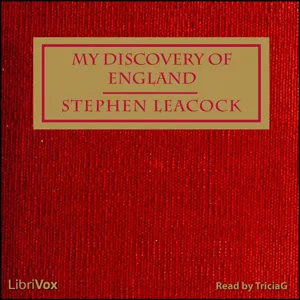 MY DISCOVERY OF
ENGLAND
STEPHEN LEACOCK
LibriVox
Read by TriciaG